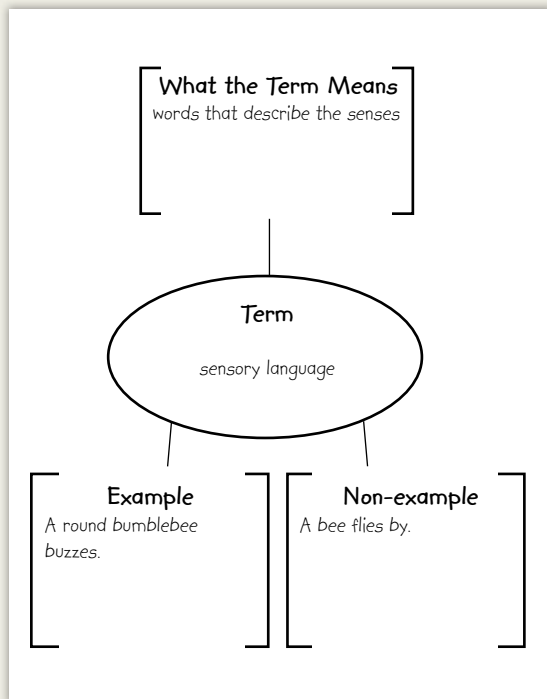 What the Term Means
words that describe the senses
Term
sensory language
Example
A round bumblebee
buzzes.
Non-example
A bee flies by.